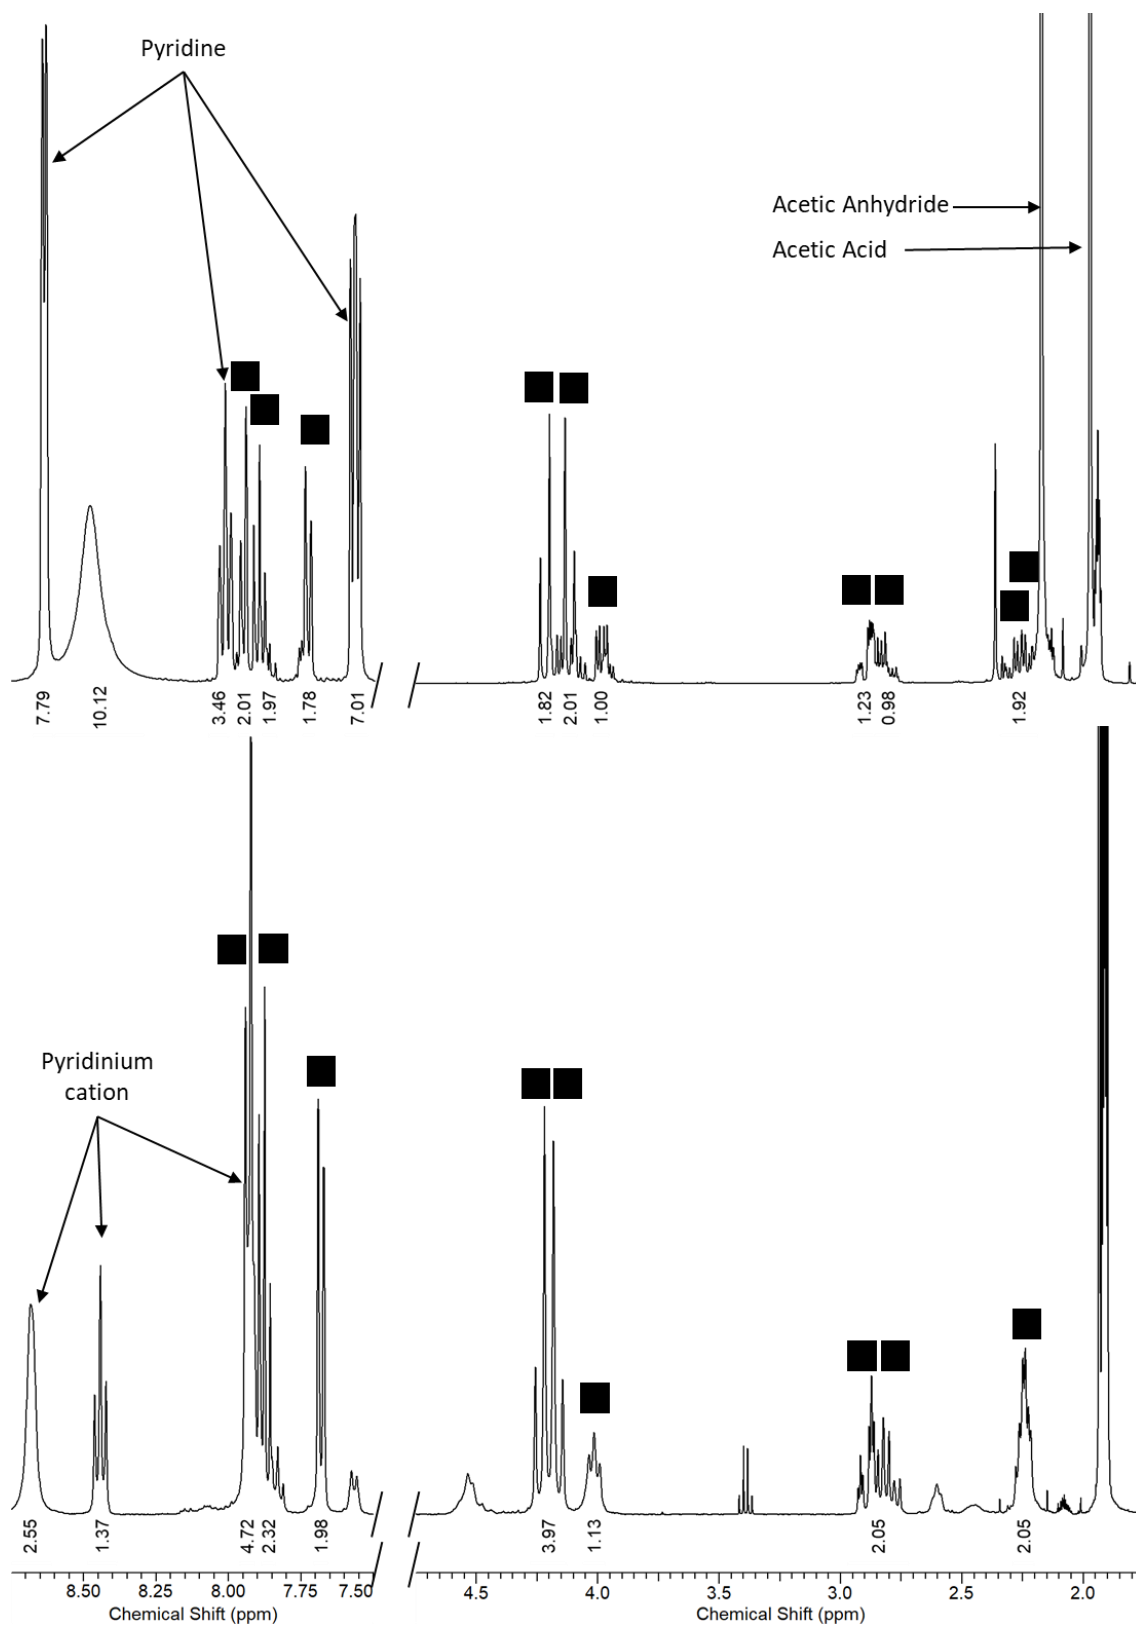 Pyridine
Acetic Anhydride
Acetic Acid
7.79
10.12
3.46
2.01
1.97
1.78
7.01
1.82
2.01
1.00
1.23
0.98
1.92
Pyridinium
cation
2.55
1.37
4.72
2.32
1.98
3.97
1.13
2.05
2.05
8.50 8.25 8.00 7.75 7.50
4.5 4.0 3.5 3.0 2.5 2.0
Chemical Shift (ppm)
Chemical Shift (ppm)